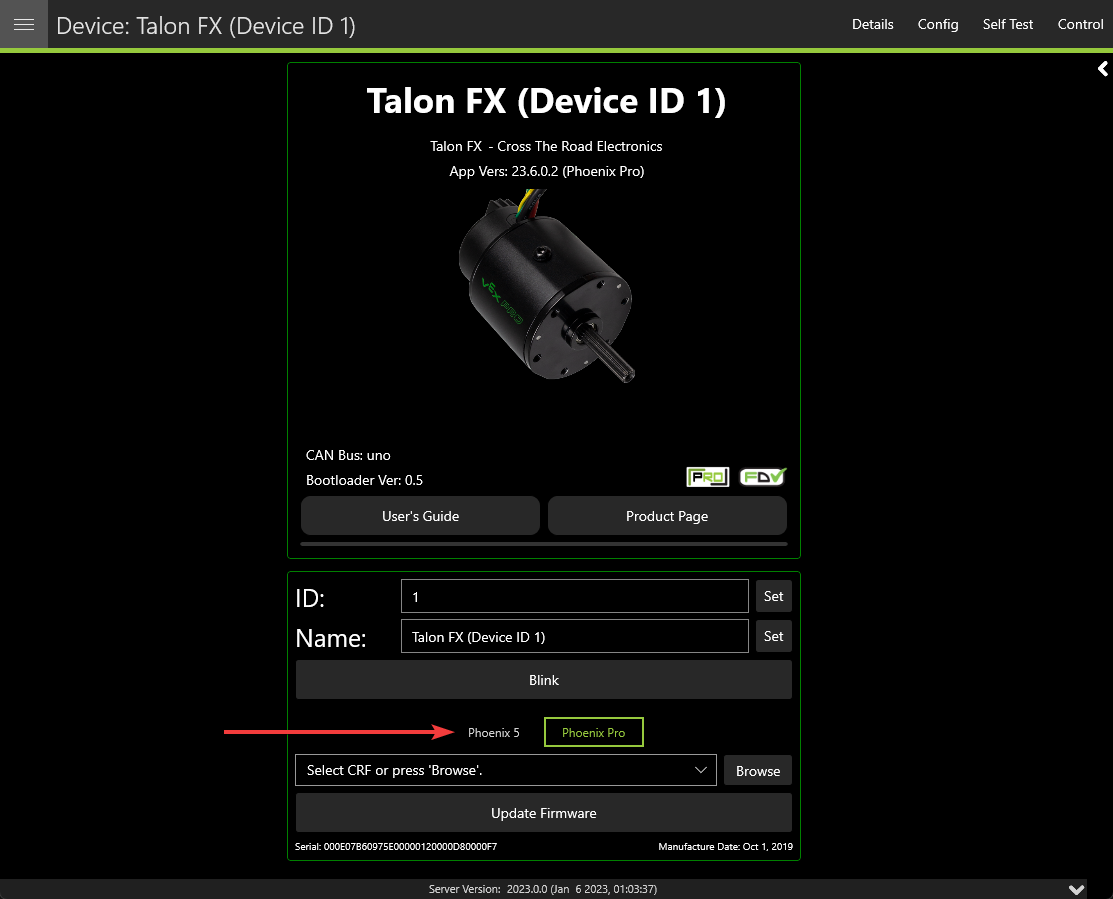 Device: Talon FX (Device ID 1)
Details Config Self Test Control
Talon FX (Device ID 1)
Talon FX - Cross The Road Electronics
App Vers: 23.6.0.2 (Phoenix Pro)
VEX PRO
CAN Bus: uno
Bootloader Ver: 0.5
PRO FDV
User's Guide Product Page
ID: 1 Set
Name: Talon FX (Device ID 1) Set
Blink
Phoenix 5 Phoenix Pro
Select CRF or press 'Browse'. Browse
Update Firmware
Serial: 000E07B60975E00000120000D80000F7 Manufacture Date: Oct 1, 2019
Server Version: 2023.0.0 (Jan 6 2023, 01:03:37)